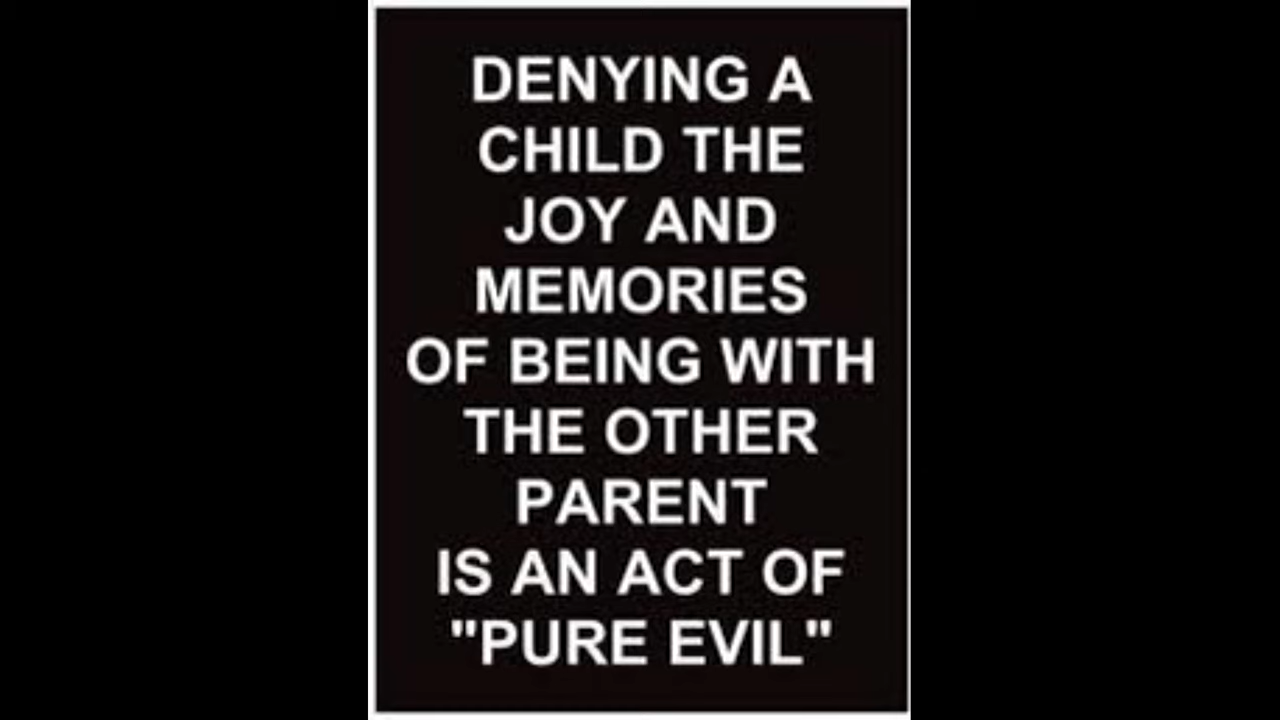 DENYING A
CHILD THE
JOY AND
MEMORIES
OF BEING WITH
THE OTHER
PARENT
IS AN ACT OF
"PURE EVIL"